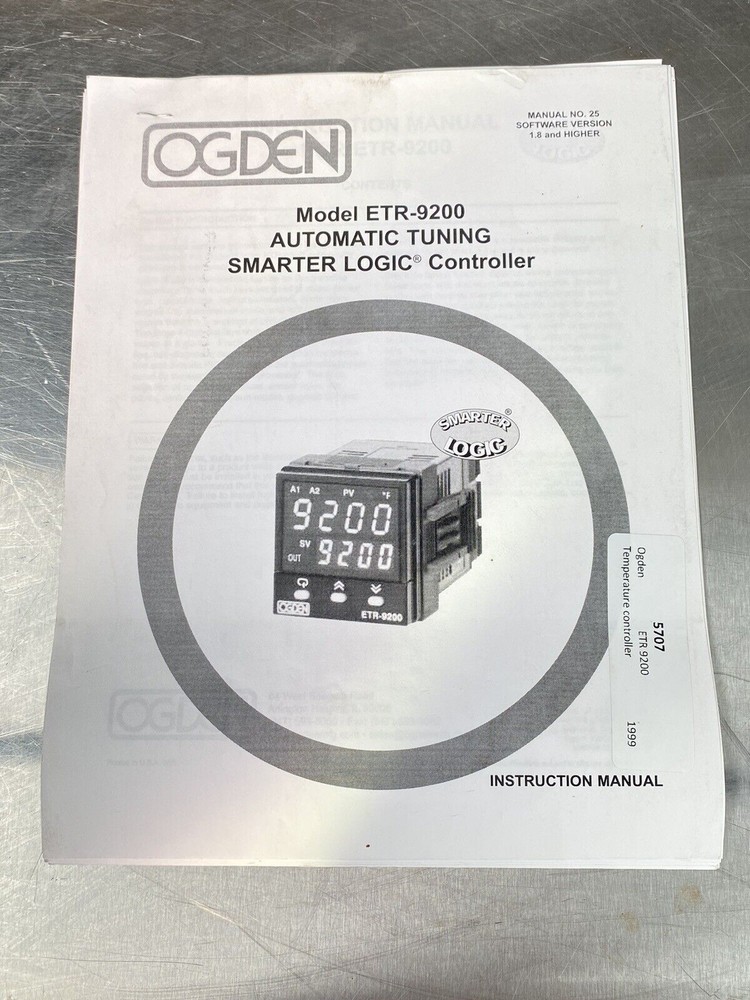 OGDEN
MANUAL NO. 25
SOFTWARE VERSION
1.8 and HIGHER
Model ETR-9200
AUTOMATIC TUNING
SMARTER LOGIC® Controller
SMARTER®
LOGIC
A1 A2 PV °F
9200
SV
OUT 9200
OGDEN
ETR-9200
5707
Ogden ETR 9200
Temperature controller 1999
INSTRUCTION MANUAL